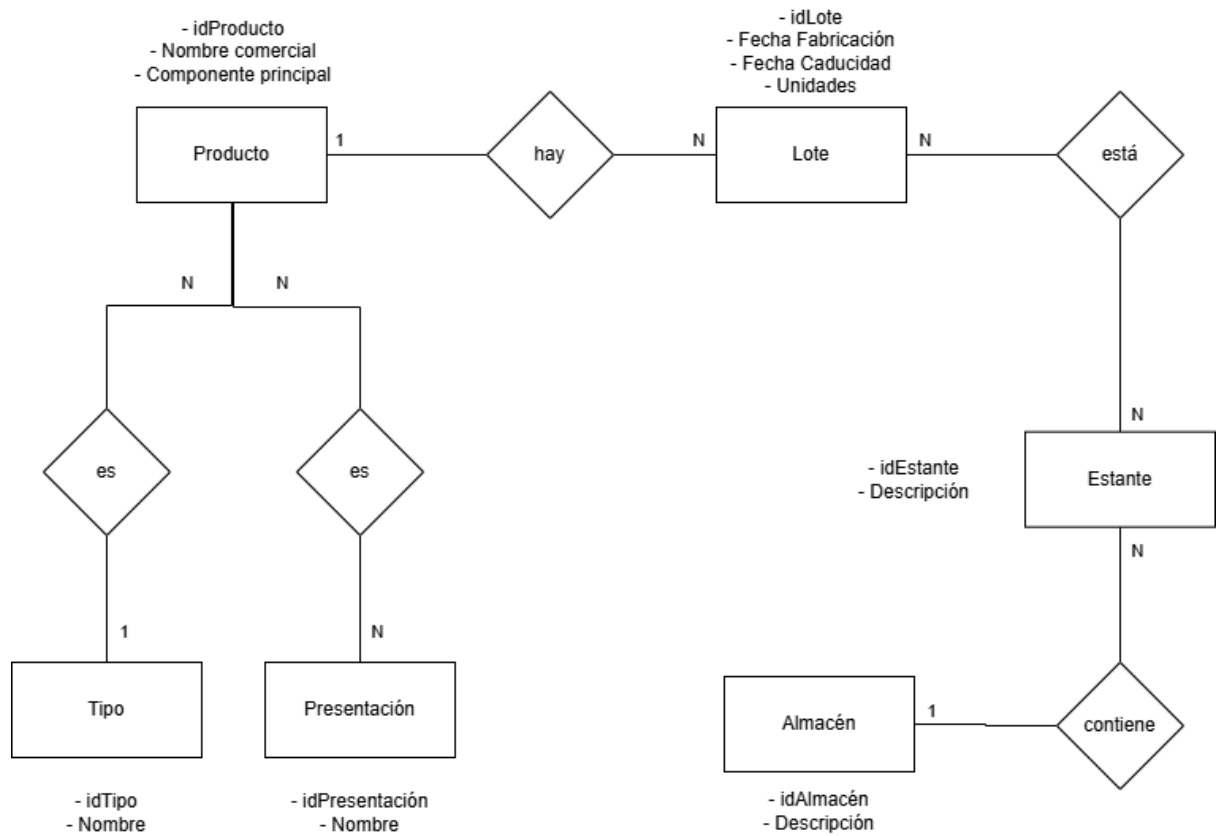 - idProducto
- Nombre comercial
- Componente principal
Producto
1
hay
N
- idLote
- Fecha Fabricación
- Fecha Caducidad
- Unidades
Lote
N
está
N
N
es
es
N
- idEstante
- Descripción
Estante
N
1
N
Tipo
Presentación
Almacén
1
contiene
- idTipo
- Nombre
- idPresentación
- Nombre
- idAlmacén
- Descripción